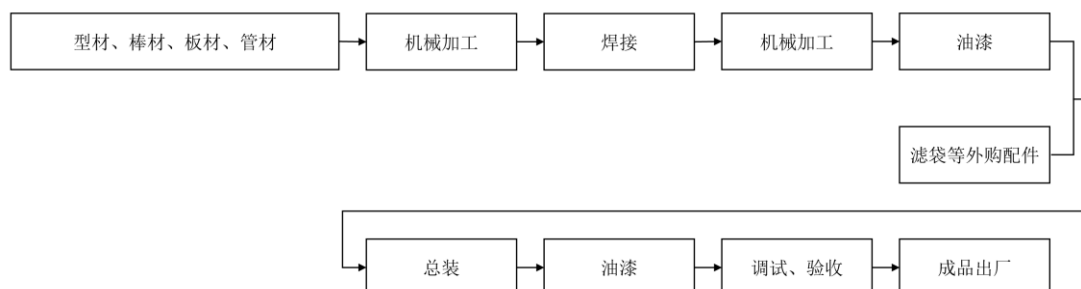 型材、棒材、板材、管材
机械加工
焊接
机械加工
油漆
滤袋等外购配件
总装
油漆
调试、验收
成品出厂